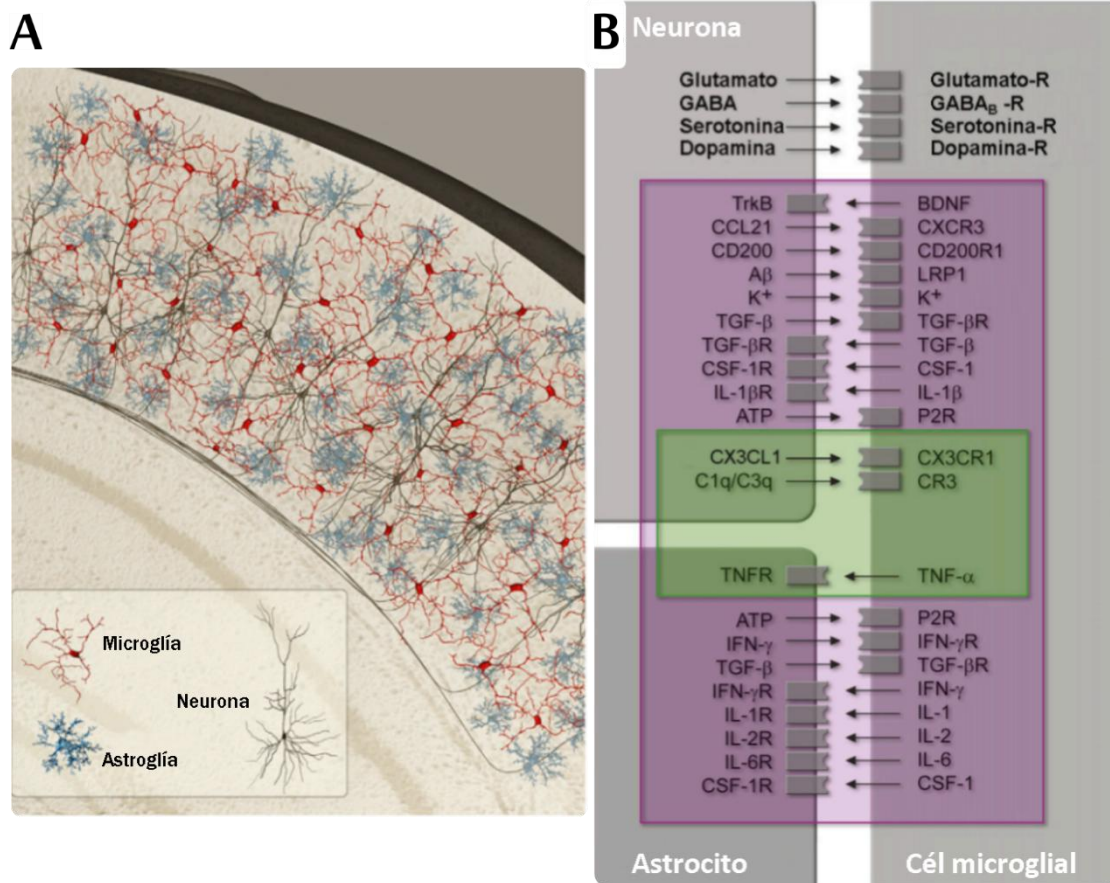 A
Microglía
Neurona
Astroglía
B
Neurona
Glutamato Glutamato-R
GABA GABAB -R
Serotonina Serotonina-R
Dopamina Dopamina-R
TrkB BDNF
CCL21 CXCR3
CD200 CD200R1
Aβ LRP1
K+ K+
TGF-β TGF-βR
TGF-βR TGF-β
CSF-1R CSF-1
IL-1βR IL-1β
ATP P2R
CX3CL1 CX3CR1
C1q/C3q CR3
TNFR TNF-α
ATP P2R
IFN-γ IFN-γR
TGF-β TGF-βR
IFN-γR IFN-γ
IL-1R IL-1
IL-2R IL-2
IL-6R IL-6
CSF-1R CSF-1
Astrocito Cél microglial